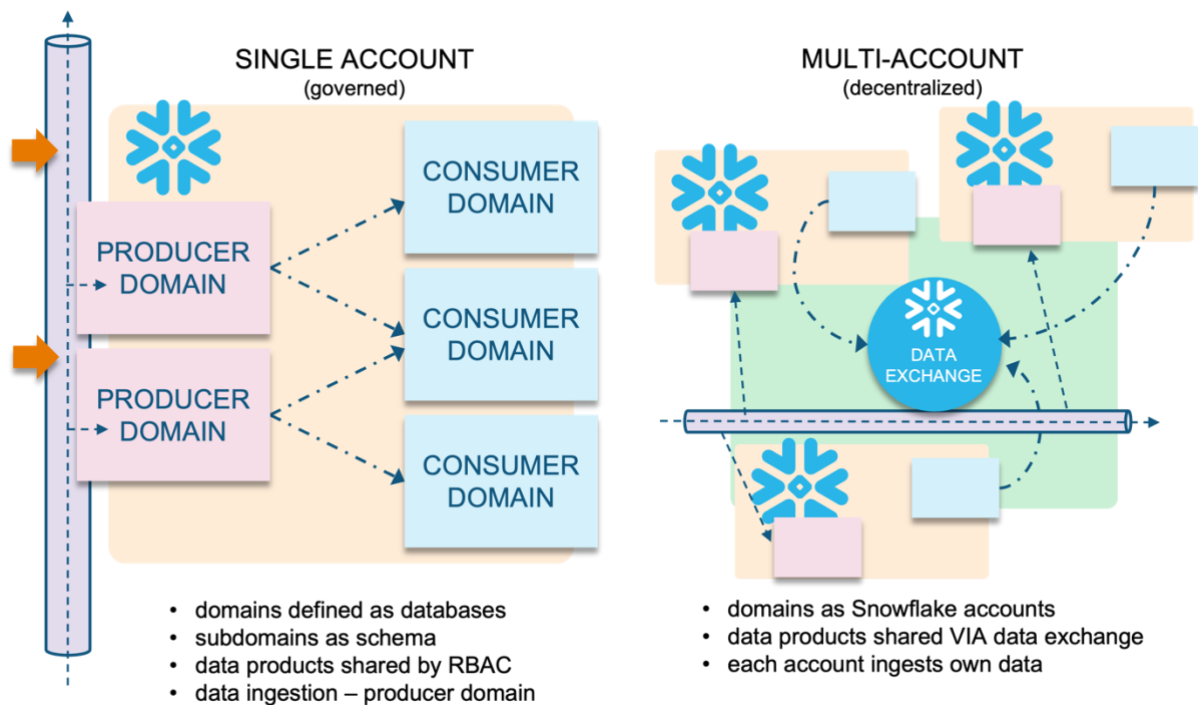 SINGLE ACCOUNT
(governed)
PRODUCER
DOMAIN
PRODUCER
DOMAIN
CONSUMER
DOMAIN
CONSUMER
DOMAIN
CONSUMER
DOMAIN
• domains defined as databases
• subdomains as schema
• data products shared by RBAC
• data ingestion – producer domain
MULTI-ACCOUNT
(decentralized)
DATA
EXCHANGE
• domains as Snowflake accounts
• data products shared VIA data exchange
• each account ingests own data